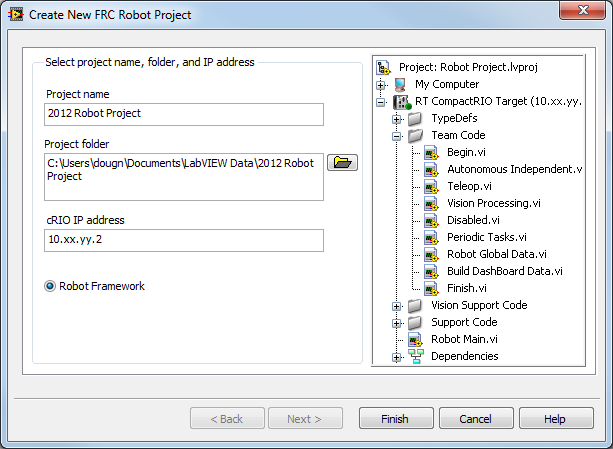 Create New FRC Robot Project
Select project name, folder, and IP address
Project name
2012 Robot Project
Project folder
C:\Users\dougn\Documents\LabVIEW Data\2012 Robot
Project
cRIO IP address
10.xx.yy.2
Robot Framework
Project: Robot Project.lvproj
My Computer
RT CompactRIO Target (10.xx.yy.
TypeDefs
Team Code
Begin.vi
Autonomous Independent.vi
Teleop.vi
Vision Processing.vi
Disabled.vi
Periodic Tasks.vi
Robot Global Data.vi
Build DashBoard Data.vi
Finish.vi
Vision Support Code
Support Code
Robot Main.vi
Dependencies
< Back
Next >
Finish
Cancel
Help